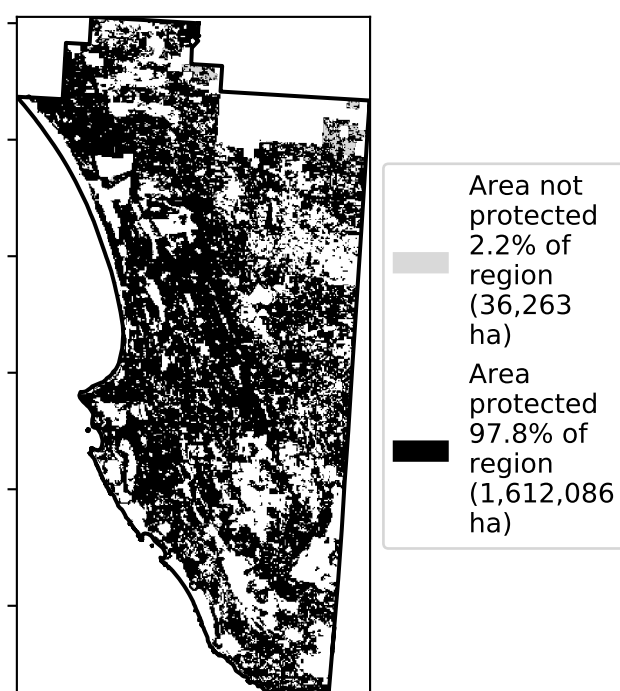 Area not
protected
2.2% of
region
(36,263
ha)
Area
protected
97.8% of
region
(1,612,086
ha)